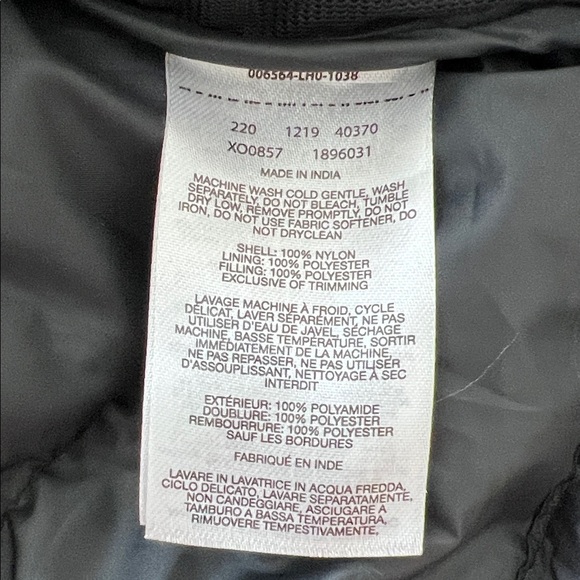 006564-LH0-1038
220 1219 40370
XO0857 1896031
MADE IN INDIA
MACHINE WASH COLD GENTLE, WASH
SEPARATELY, DO NOT BLEACH, TUMBLE
DRY LOW, REMOVE PROMPTLY, DO NOT
IRON, DO NOT USE FABRIC SOFTENER, DO
NOT DRYCLEAN
SHELL: 100% NYLON
LINING: 100% POLYESTER
FILLING: 100% POLYESTER
EXCLUSIVE OF TRIMMING
LAVAGE MACHINE À FROID, CYCLE
DÉLICAT, LAVER SÉPARÉMENT, NE PAS
UTILISER D'EAU DE JAVEL, SÉCHAGE
MACHINE, BASSE TEMPÉRATURE, SORTIR
IMMÉDIATEMENT DE LA MACHINE,
NE PAS REPASSER, NE PAS UTILISER
D'ASSOUPLISSANT, NETTOYAGE À SEC
INTERDIT
EXTÉRIEUR: 100% POLYAMIDE
DOUBLURE: 100% POLYESTER
REMBOURRURE: 100% POLYESTER
SAUF LES BORDURES
FABRIQUÉ EN INDE
LAVARE IN LAVATRICE IN ACQUA FREDDA,
CICLO DELICATO, LAVARE SEPARATAMENTE,
NON CANDEGGIARE, ASCIUGARE A
TAMBURO A BASSA TEMPERATURA,
RIMUOVERE TEMPESTIVAMENTE,